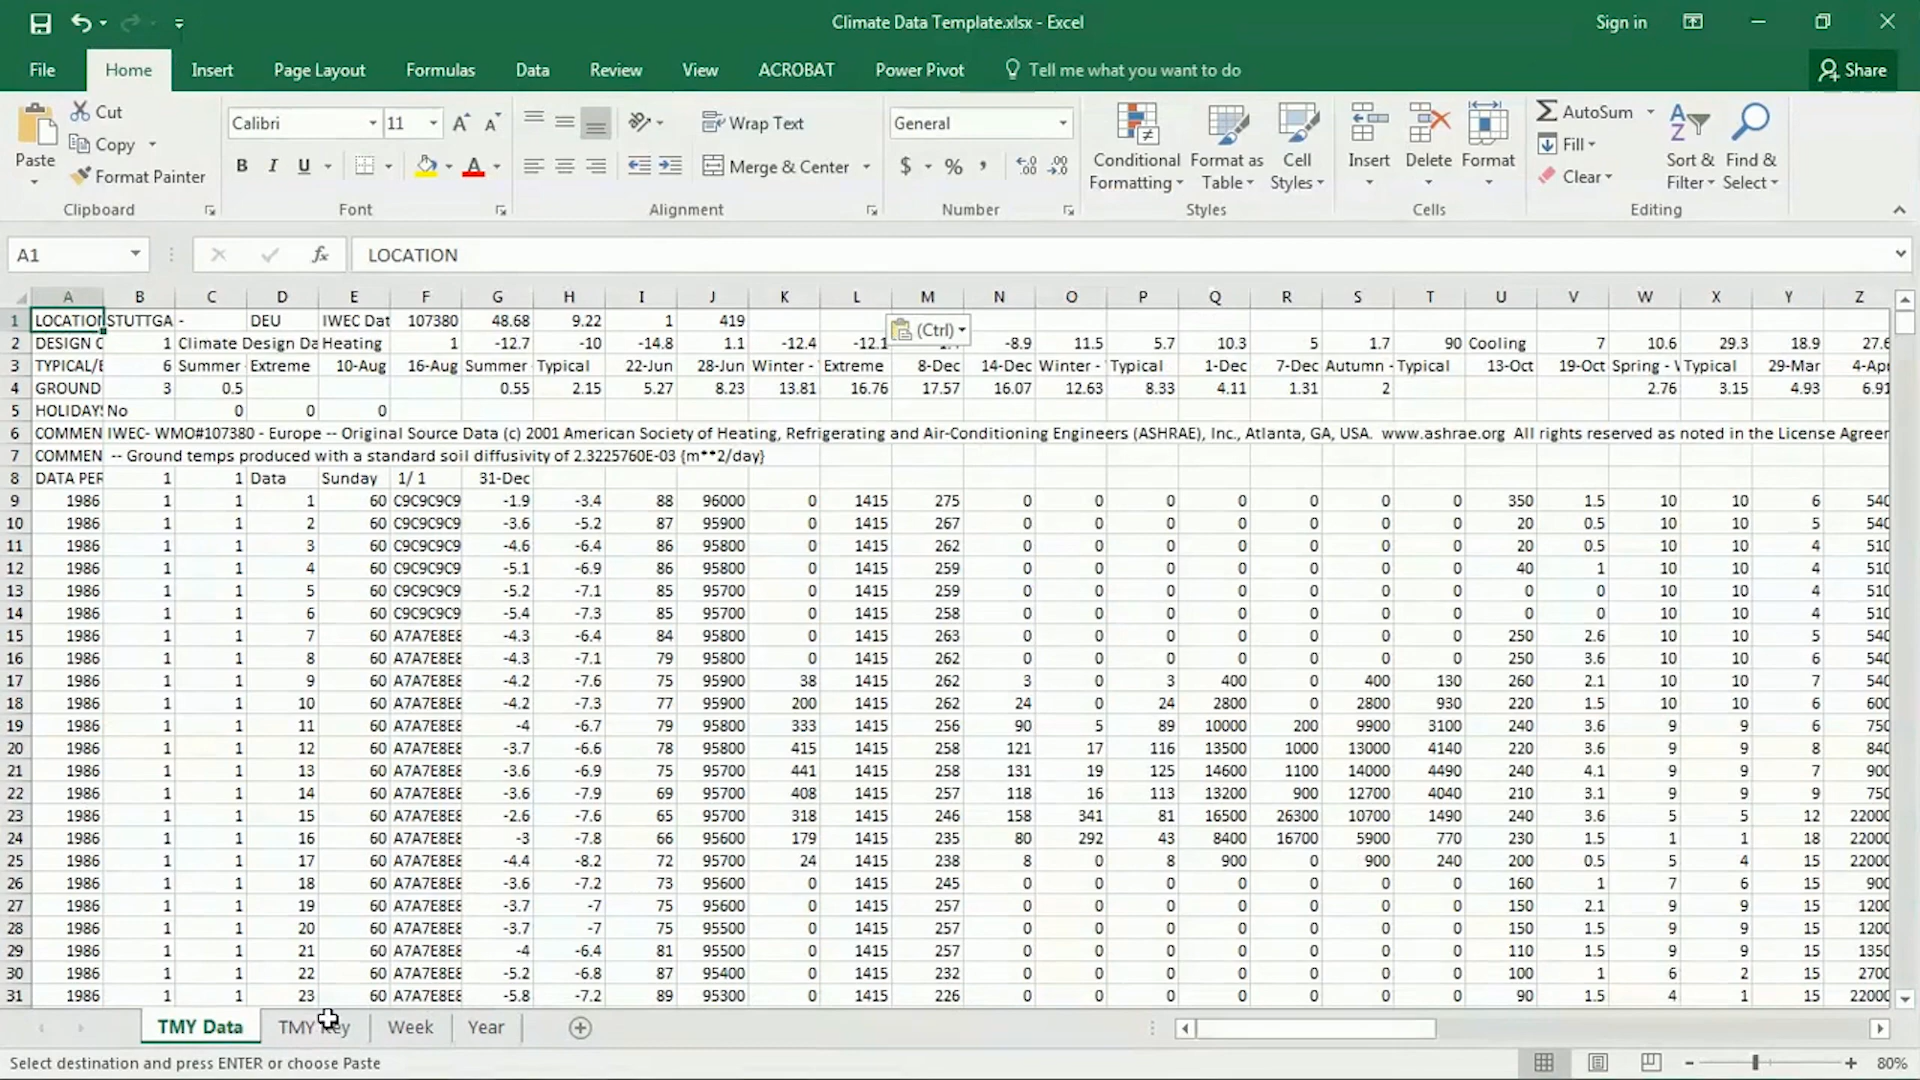 Climate Data Template.xlsx - Excel
Sign in
File Home Insert Page Layout Formulas Data Review View ACROBAT Power Pivot Tell me what you want to do Share
Paste Cut Copy Format Painter Clipboard
Calibri 11 B I U A Font
Wrap Text Merge & Center Alignment
General $ % Number
Conditional Formatting Format as Table Cell Styles Styles
Insert Delete Format Cells
AutoSum Fill Clear Sort & Filter Find & Select Editing
A1 fx LOCATION
A B C D E F G H I J K L M N O P Q R S T U V W X Y Z
1 LOCATION STUTTGA - DEU IWEC Dat 107380 48.68 9.22 1 419
(Ctrl)
2 DESIGN C 1 Climate Design Da Heating 1 -12.7 -10 -14.8 1.1 -12.4 -12.1 -8.9 11.5 5.7 10.3 5 1.7 90 Cooling 7 10.6 29.3 18.9 27.6
3 TYPICAL/E 6 Summer - Extreme 10-Aug 16-Aug Summer - Typical 22-Jun 28-Jun Winter - Extreme 8-Dec 14-Dec Winter - Typical 1-Dec 7-Dec Autumn - Typical 13-Oct 19-Oct Spring - Typical 29-Mar 4-Apr
4 GROUND 3 0.5 0.55 2.15 5.27 8.23 13.81 16.76 17.57 16.07 12.63 8.33 4.11 1.31 2 2.76 3.15 4.93 6.91
5 HOLIDAYS No 0 0 0
6 COMMEN IWEC- WMO#107380 - Europe -- Original Source Data (c) 2001 American Society of Heating, Refrigerating and Air-Conditioning Engineers (ASHRAE), Inc., Atlanta, GA, USA. www.ashrae.org All rights reserved as noted in the License Agreer
7 COMMEN -- Ground temps produced with a standard soil diffusivity of 2.3225760E-03 {m**2/day}
8 DATA PER 1 1 Data Sunday 1/ 1 31-Dec
9 1986 1 1 1 60 C9C9C9C9 -1.9 -3.4 88 96000 0 1415 275 0 0 0 0 0 0 0 350 1.5 10 10 6 540
10 1986 1 1 2 60 C9C9C9C9 -3.6 -5.2 87 95900 0 1415 267 0 0 0 0 0 0 0 20 0.5 10 10 5 540
11 1986 1 1 3 60 C9C9C9C9 -4.6 -6.4 86 95800 0 1415 262 0 0 0 0 0 0 0 20 0.5 10 10 4 510
12 1986 1 1 4 60 C9C9C9C9 -5.1 -6.9 86 95800 0 1415 259 0 0 0 0 0 0 0 40 1 10 10 4 510
13 1986 1 1 5 60 C9C9C9C9 -5.2 -7.1 85 95700 0 1415 259 0 0 0 0 0 0 0 0 0 10 10 4 510
14 1986 1 1 6 60 C9C9C9C9 -5.4 -7.3 85 95700 0 1415 258 0 0 0 0 0 0 0 0 0 10 10 4 510
15 1986 1 1 7 60 A7A7E8E8 -4.3 -6.4 84 95800 0 1415 263 0 0 0 0 0 0 0 250 2.6 10 10 5 540
16 1986 1 1 8 60 A7A7E8E8 -4.3 -7.1 79 95800 0 1415 262 0 0 0 0 0 0 0 250 3.6 10 10 6 540
17 1986 1 1 9 60 A7A7E8E8 -4.2 -7.6 75 95900 38 1415 262 3 0 3 400 0 400 130 260 2.1 10 10 7 540
18 1986 1 1 10 60 A7A7E8E8 -4.2 -7.3 77 95900 200 1415 262 24 0 24 2800 0 2800 930 220 1.5 10 10 6 600
19 1986 1 1 11 60 A7A7E8E8 -4 -6.7 79 95800 333 1415 256 90 5 89 10000 200 9900 3100 240 3.6 9 9 6 750
20 1986 1 1 12 60 A7A7E8E8 -3.7 -6.6 78 95800 415 1415 258 121 17 116 13500 1000 13000 4140 220 3.6 9 9 8 840
21 1986 1 1 13 60 A7A7E8E8 -3.6 -6.9 75 95700 441 1415 258 131 19 125 14600 1100 14000 4490 240 4.1 9 9 7 900
22 1986 1 1 14 60 A7A7E8E8 -3.6 -7.9 69 95700 408 1415 257 118 16 113 13200 900 12700 4040 210 3.1 9 9 9 750
23 1986 1 1 15 60 A7A7E8E8 -2.6 -7.6 65 95700 318 1415 246 158 341 81 16500 26300 10700 1490 240 3.6 5 5 12 22000
24 1986 1 1 16 60 A7A7E8E8 -3 -7.8 66 95600 179 1415 235 80 292 43 8400 16700 5900 770 230 1.5 1 1 18 22000
25 1986 1 1 17 60 A7A7E8E8 -4.4 -8.2 72 95700 24 1415 238 8 0 8 900 0 900 240 200 0.5 5 4 15 22000
26 1986 1 1 18 60 A7A7E8E8 -3.6 -7.2 73 95600 0 1415 245 0 0 0 0 0 0 0 160 1 7 6 15 900
27 1986 1 1 19 60 A7A7E8E8 -3.7 -7 75 95600 0 1415 257 0 0 0 0 0 0 0 150 2.1 9 9 15 1200
28 1986 1 1 20 60 A7A7E8E8 -3.7 -7 75 95500 0 1415 257 0 0 0 0 0 0 0 150 1.5 9 9 15 1200
29 1986 1 1 21 60 A7A7E8E8 -4 -6.4 81 95500 0 1415 257 0 0 0 0 0 0 0 110 1.5 9 9 15 1350
30 1986 1 1 22 60 A7A7E8E8 -5.2 -6.8 87 95400 0 1415 232 0 0 0 0 0 0 0 100 1 6 2 15 2700
31 1986 1 1 23 60 A7A7E8E8 -5.8 -7.2 89 95300 0 1415 226 0 0 0 0 0 0 0 90 1.5 4 1 15 22000
TMY Data TMY Key Week Year
Select destination and press ENTER or choose Paste 80%